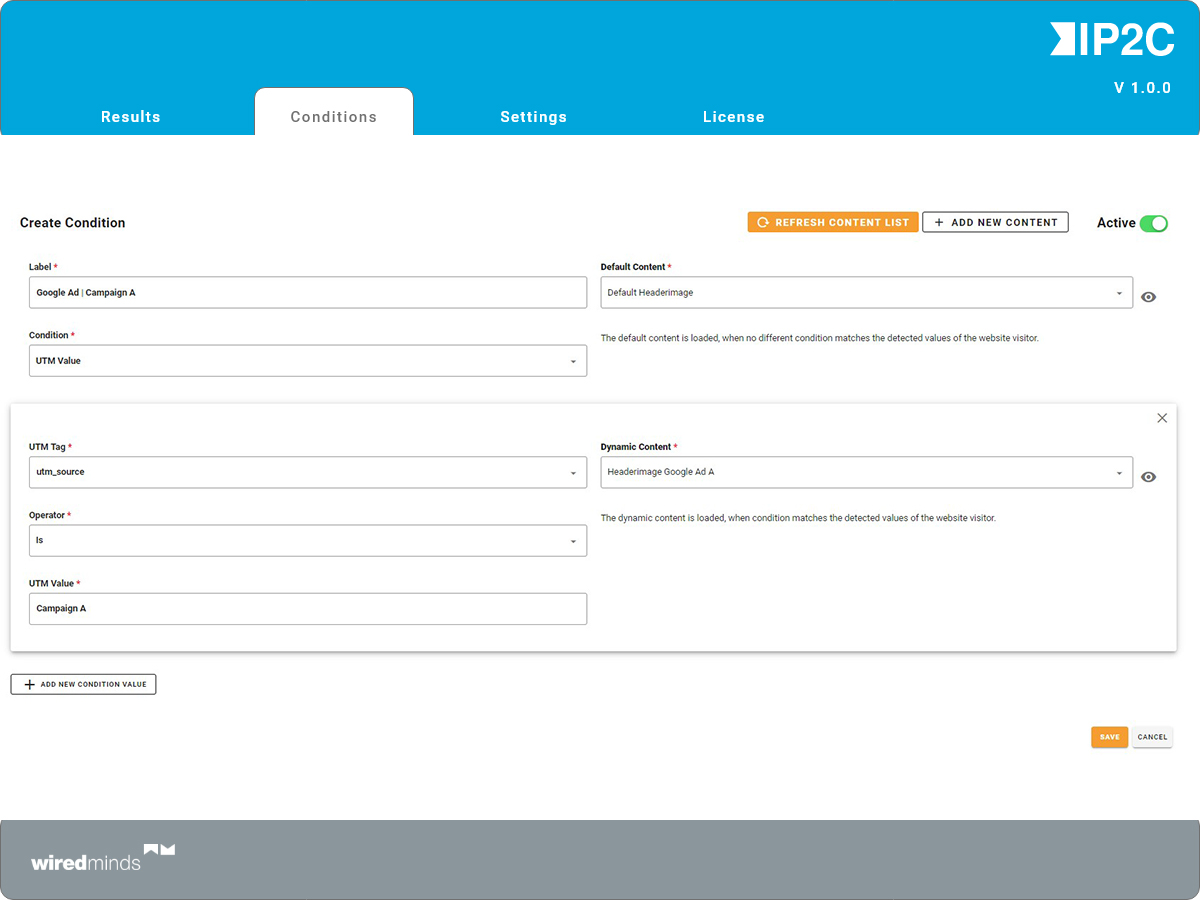 IP2C
V 1.0.0
Results
Conditions
Settings
License
Create Condition
REFRESH CONTENT LIST
+ ADD NEW CONTENT
Active
Label *
Default Content *
Google Ad | Campaign A
Default Headerimage
Condition *
The default content is loaded, when no different condition matches the detected values of the website visitor.
UTM Value
UTM Tag *
Dynamic Content *
utm_source
Headerimage Google Ad A
Operator *
The dynamic content is loaded, when condition matches the detected values of the website visitor.
Is
UTM Value *
Campaign A
+ ADD NEW CONDITION VALUE
SAVE
CANCEL
wiredminds